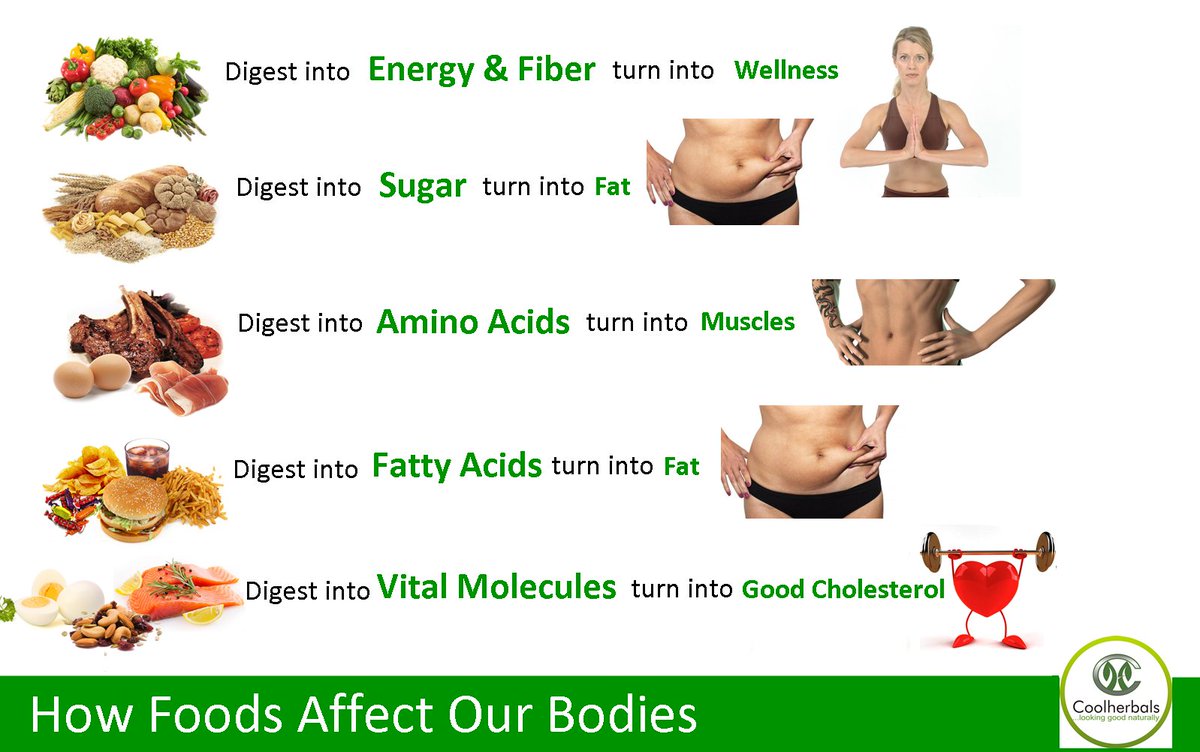 Digest into Energy & Fiber turn into Wellness
Digest into Sugar turn into Fat
Digest into Amino Acids turn into Muscles
Digest into Fatty Acids turn into Fat
Digest into Vital Molecules turn into Good Cholesterol
How Foods Affect Our Bodies
Coolherbals
...looking good naturally